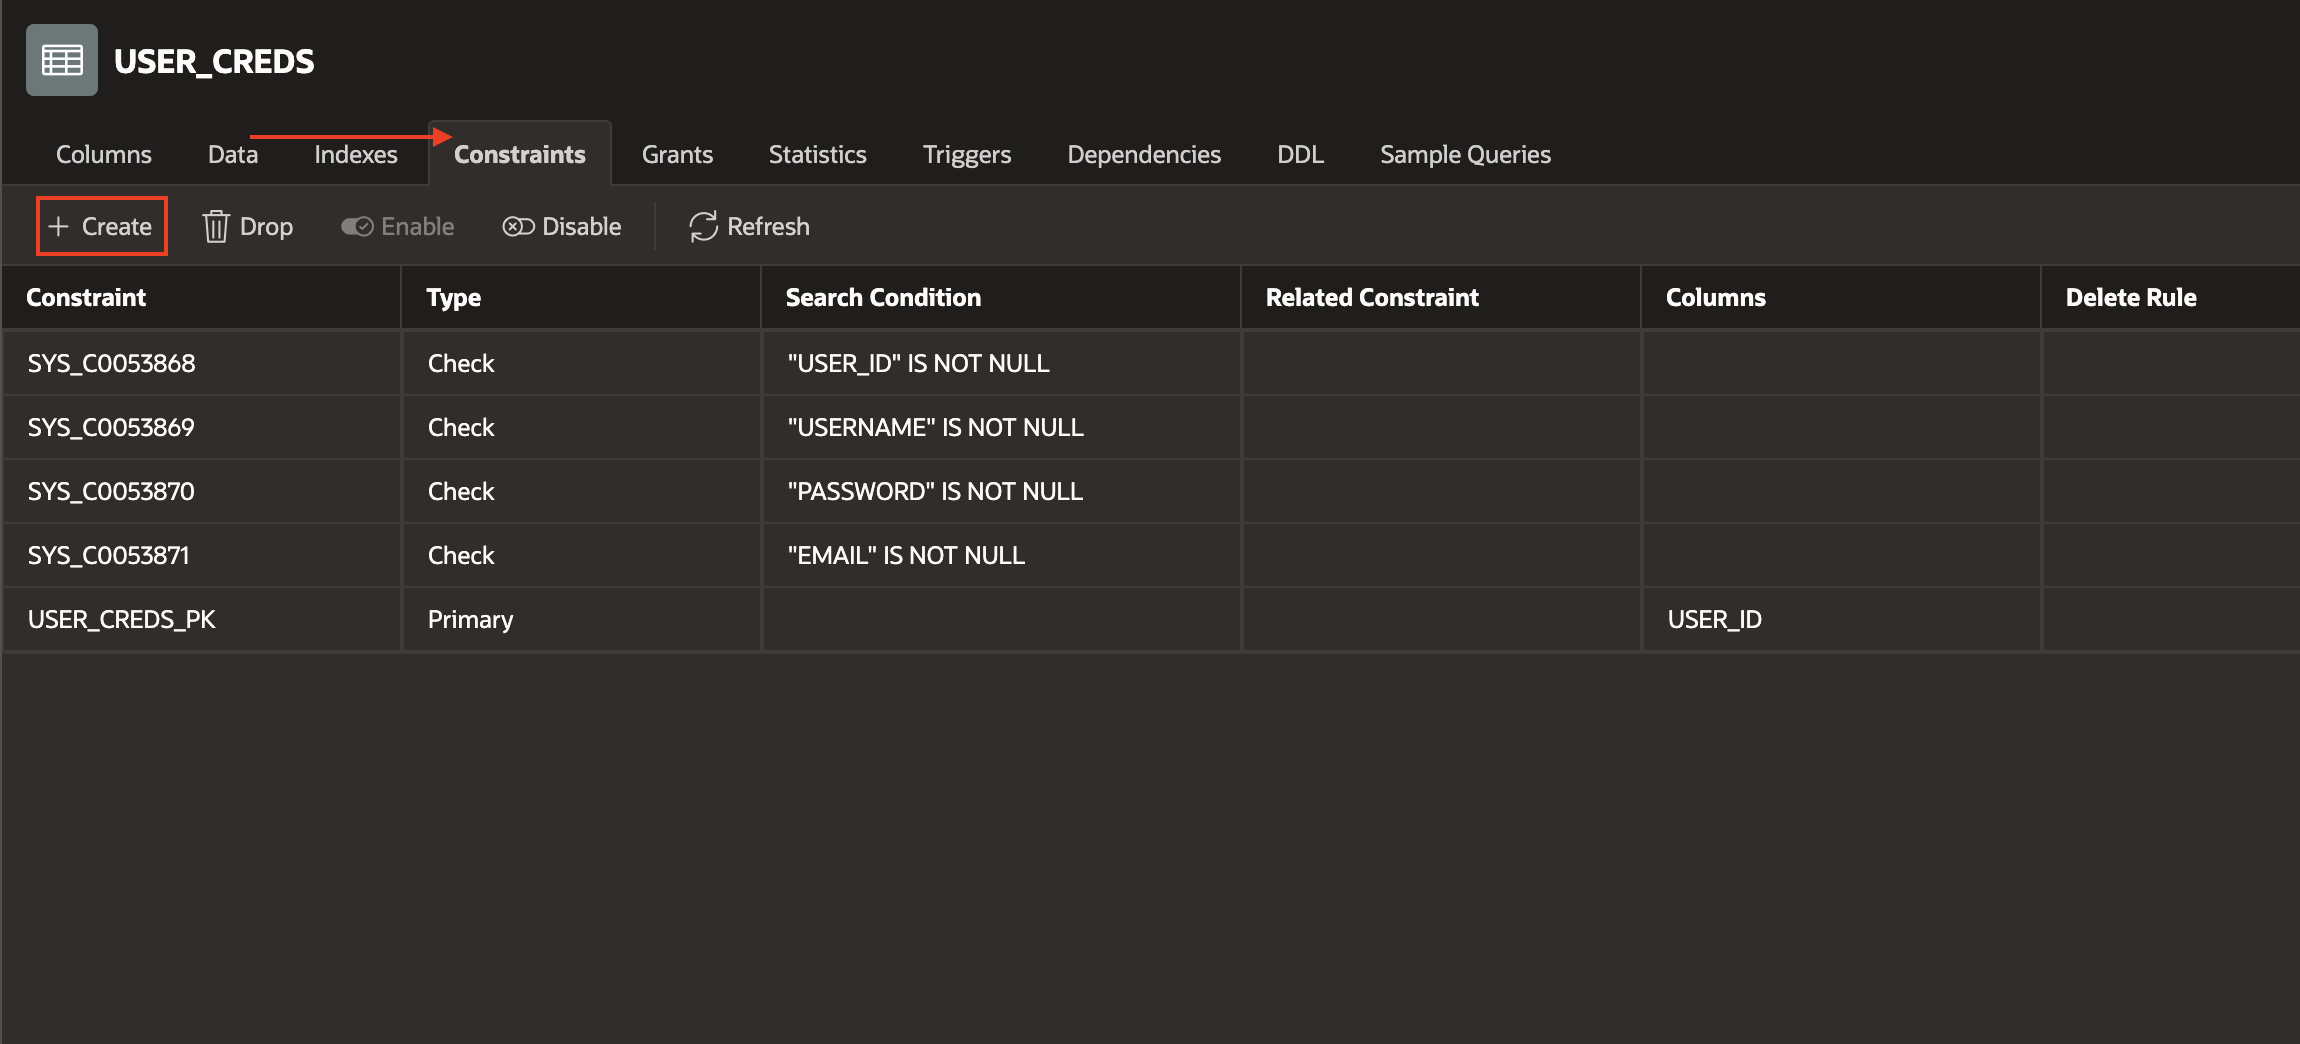 USER_CREDS
Columns Data Indexes Constraints Grants Statistics Triggers Dependencies DDL Sample Queries
Create Drop Enable Disable Refresh
Constraint Type Search Condition Related Constraint Columns Delete Rule
SYS_C0053868 Check "USER_ID" IS NOT NULL
SYS_C0053869 Check "USERNAME" IS NOT NULL
SYS_C0053870 Check "PASSWORD" IS NOT NULL
SYS_C0053871 Check "EMAIL" IS NOT NULL
USER_CREDS_PK Primary USER_ID